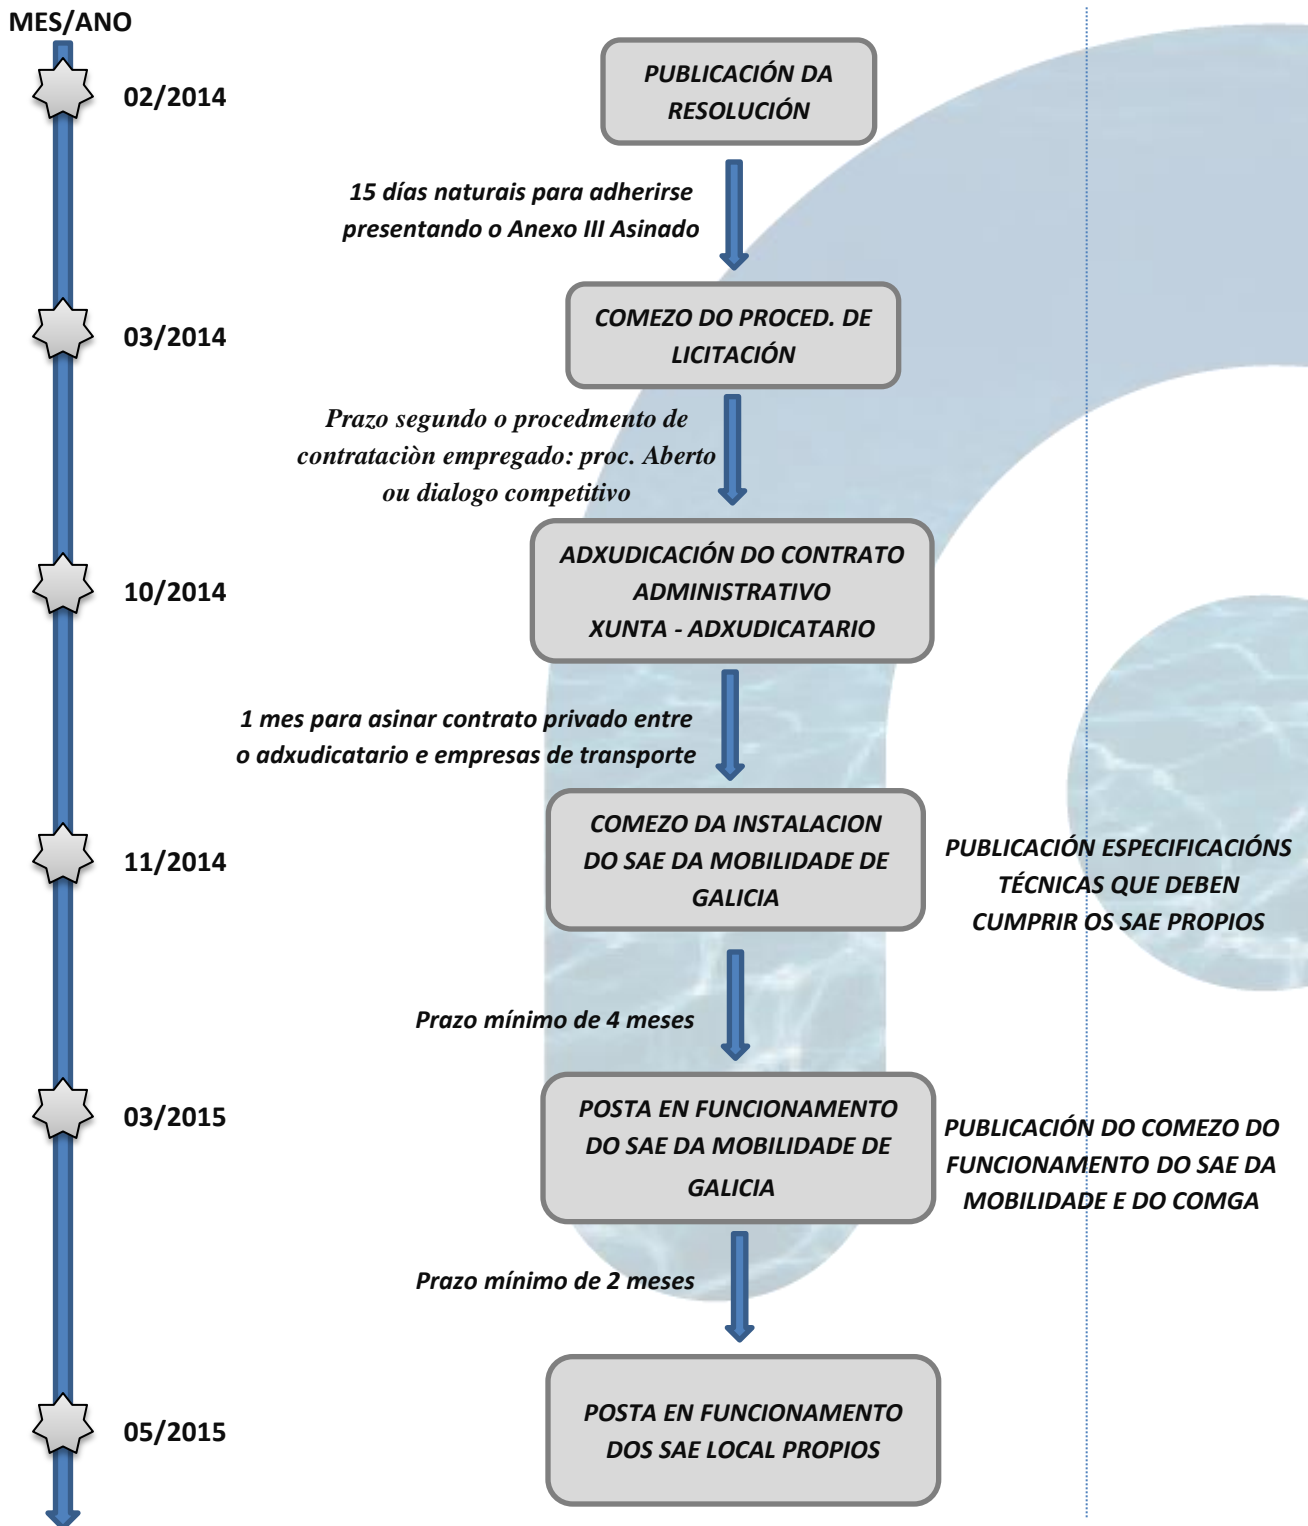 MES/ANO
02/2014
PUBLICACIÓN DA
RESOLUCIÓN
15 días naturais para adherirse
presentando o Anexo III Asinado
03/2014
COMEZO DO PROCED. DE
LICITACIÓN
Prazo segundo o procedmento de
contrataciòn empregado: proc. Aberto
ou dialogo competitivo
10/2014
ADXUDICACIÓN DO CONTRATO
ADMINISTRATIVO
XUNTA - ADXUDICATARIO
1 mes para asinar contrato privado entre
o adxudicatario e empresas de transporte
11/2014
COMEZO DA INSTALACION
DO SAE DA MOBILIDADE DE
GALICIA
PUBLICACIÓN ESPECIFICACIÓNS
TÉCNICAS QUE DEBEN
CUMPRIR OS SAE PROPIOS
Prazo mínimo de 4 meses
03/2015
POSTA EN FUNCIONAMENTO
DO SAE DA MOBILIDADE DE
GALICIA
PUBLICACIÓN DO COMEZO DO
FUNCIONAMENTO DO SAE DA
MOBILIDADE E DO COMGA
Prazo mínimo de 2 meses
05/2015
POSTA EN FUNCIONAMENTO
DOS SAE LOCAL PROPIOS